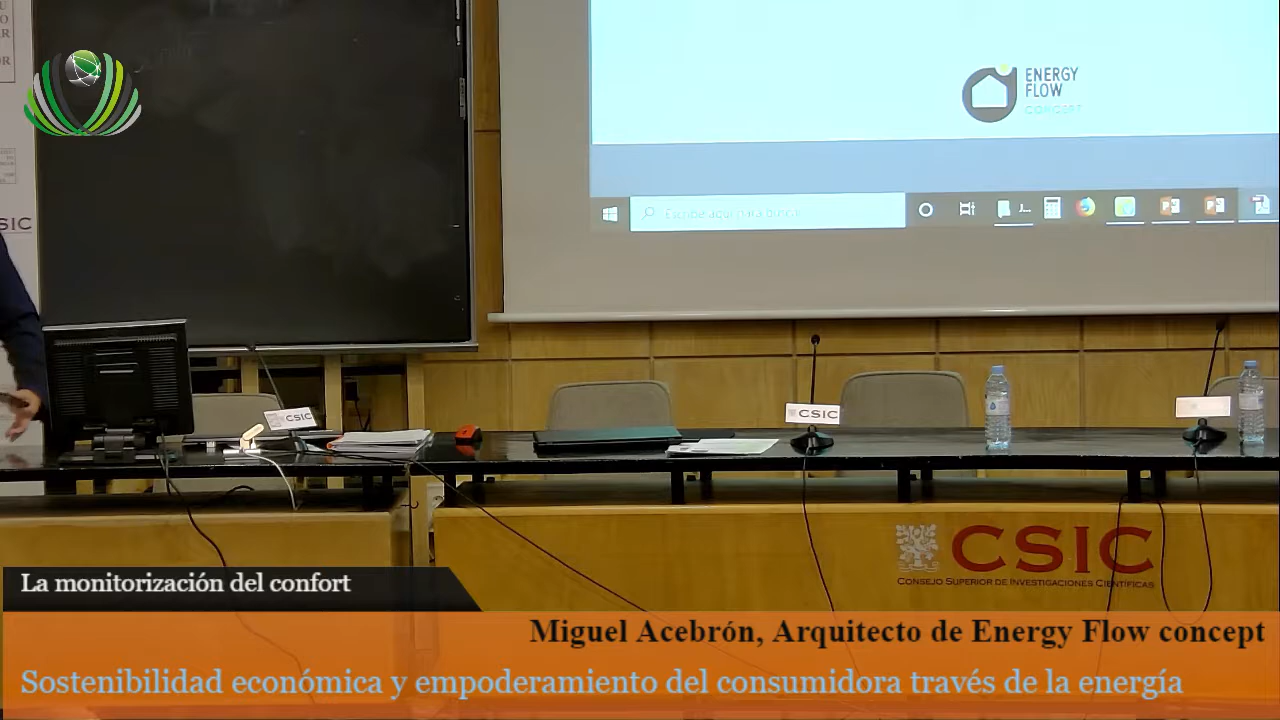 ENERGY
FLOW
CONCEPT
Escribe aquí para buscar
SIC
CSIC
CSIC
CSIC
CONSEJO SUPERIOR DE INVESTIGACIONES CIENTÍFICAS
La monitorización del confort
Miguel Acebrón, Arquitecto de Energy Flow concept
Sostenibilidad económica y empoderamiento del consumidora través de la energía